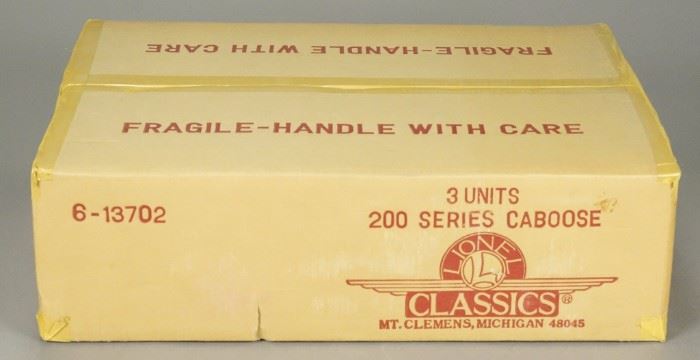 FRAGILE-HANDLE WITH CARE
FRAGILE-HANDLE WITH CARE
6-13702
3 UNITS
200 SERIES CABOOSE
LIONEL
L
CLASSICS®
MT. CLEMENS, MICHIGAN 48045